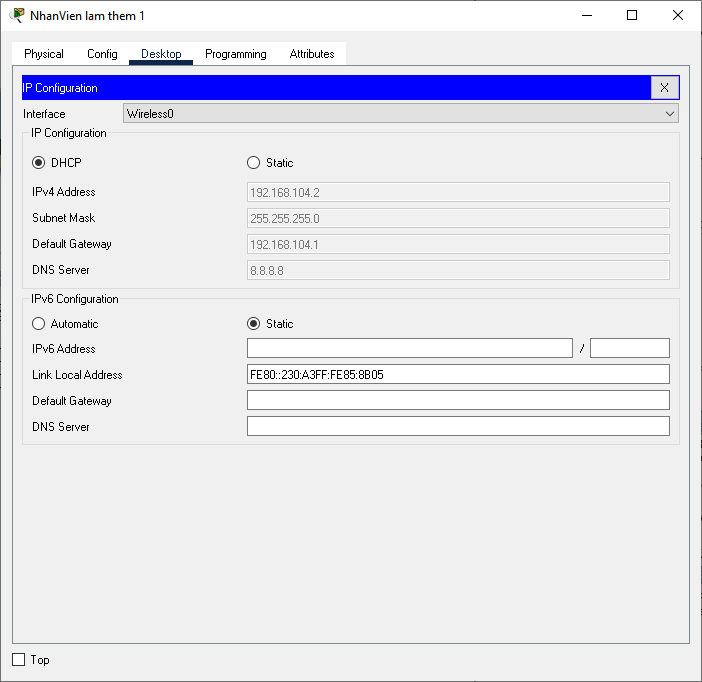 NhanVien lam them 1
Physical Config Desktop Programming Attributes
IP Configuration X
Interface Wireless0
IP Configuration
DHCP Static
IPv4 Address 192.168.104.2
Subnet Mask 255.255.255.0
Default Gateway 192.168.104.1
DNS Server 8.8.8.8
IPv6 Configuration
Automatic Static
IPv6 Address /
Link Local Address FE80::230:A3FF:FE85:8B05
Default Gateway
DNS Server
Top